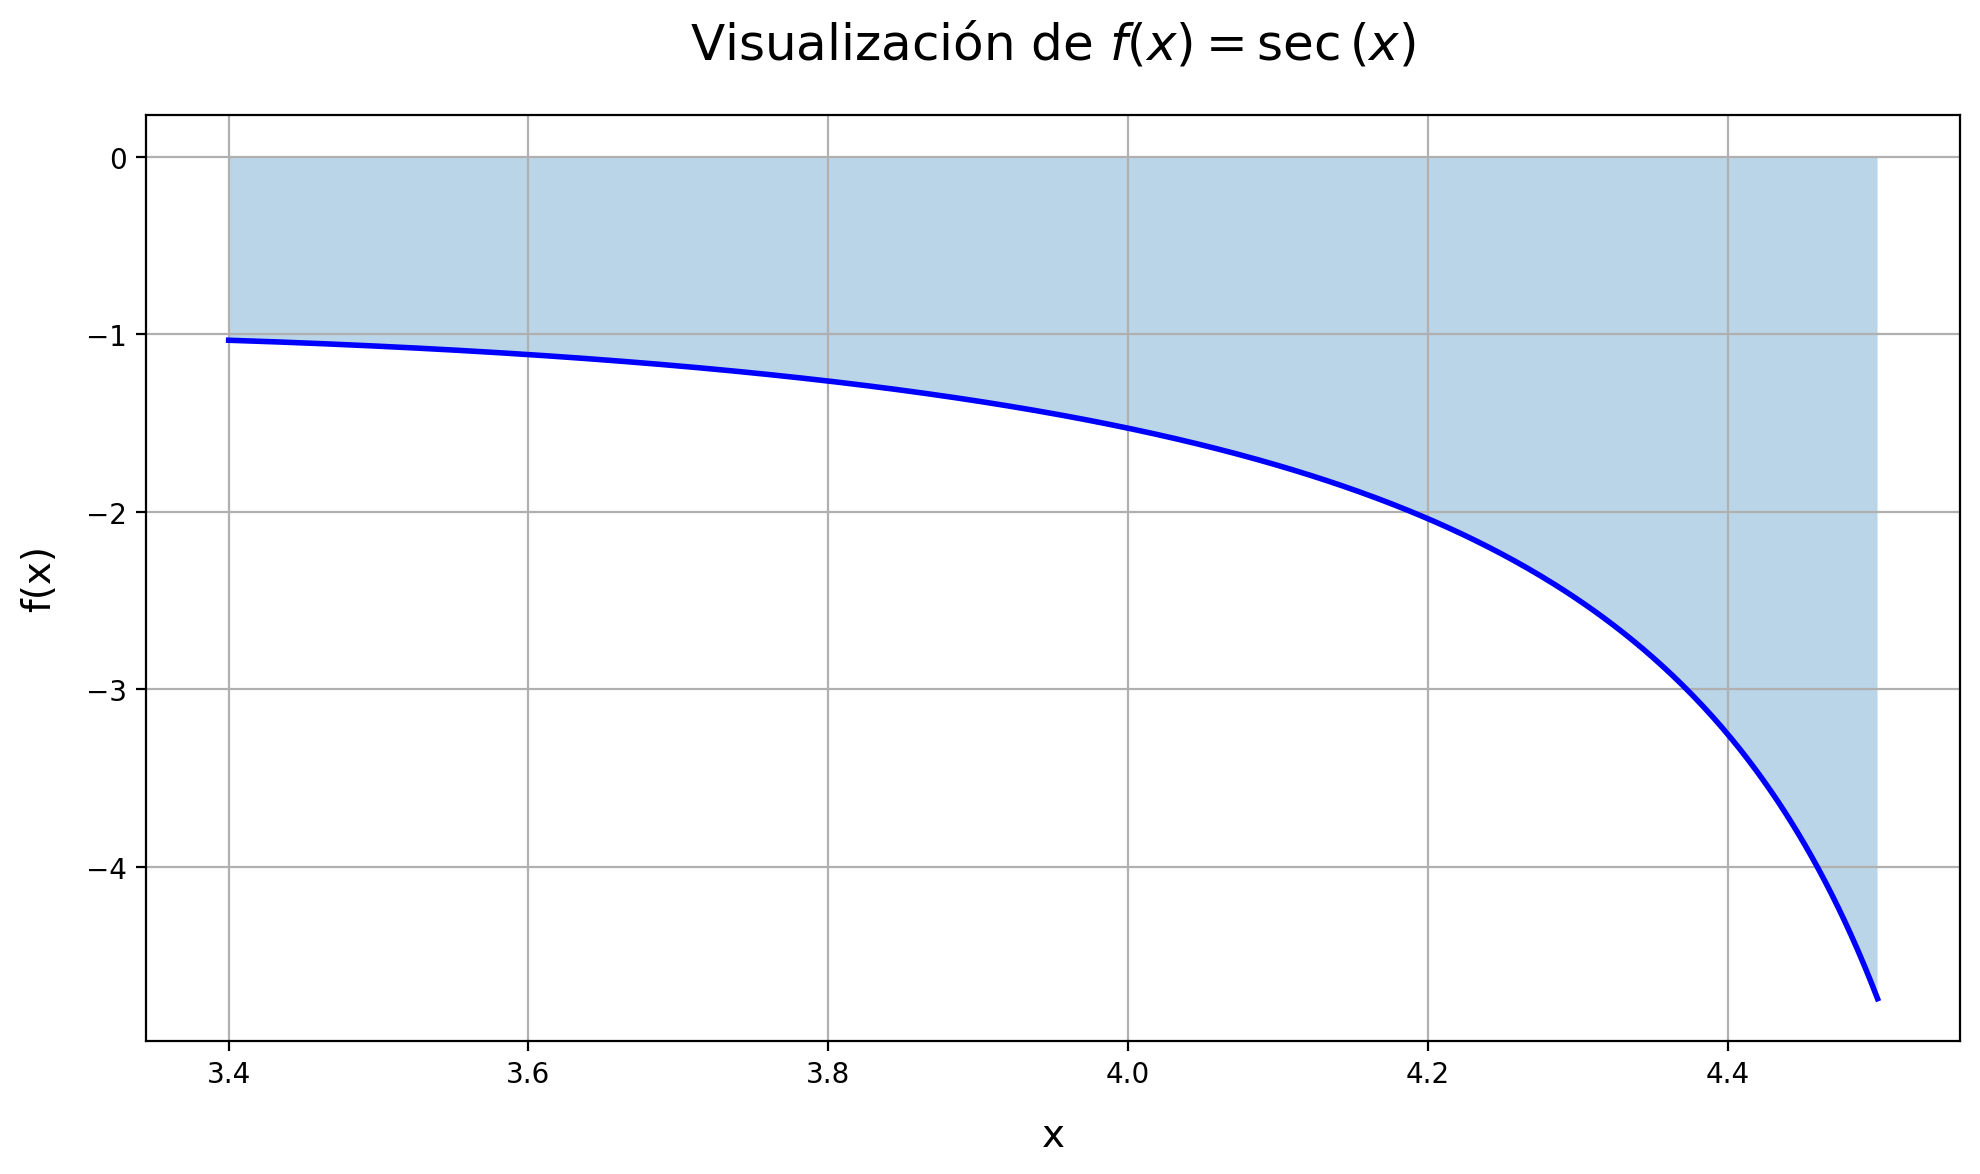 Visualización de f(x) = sec (x)
f(x)
0
−1
−2
−3
−4
3.4 3.6 3.8 4.0 4.2 4.4
x